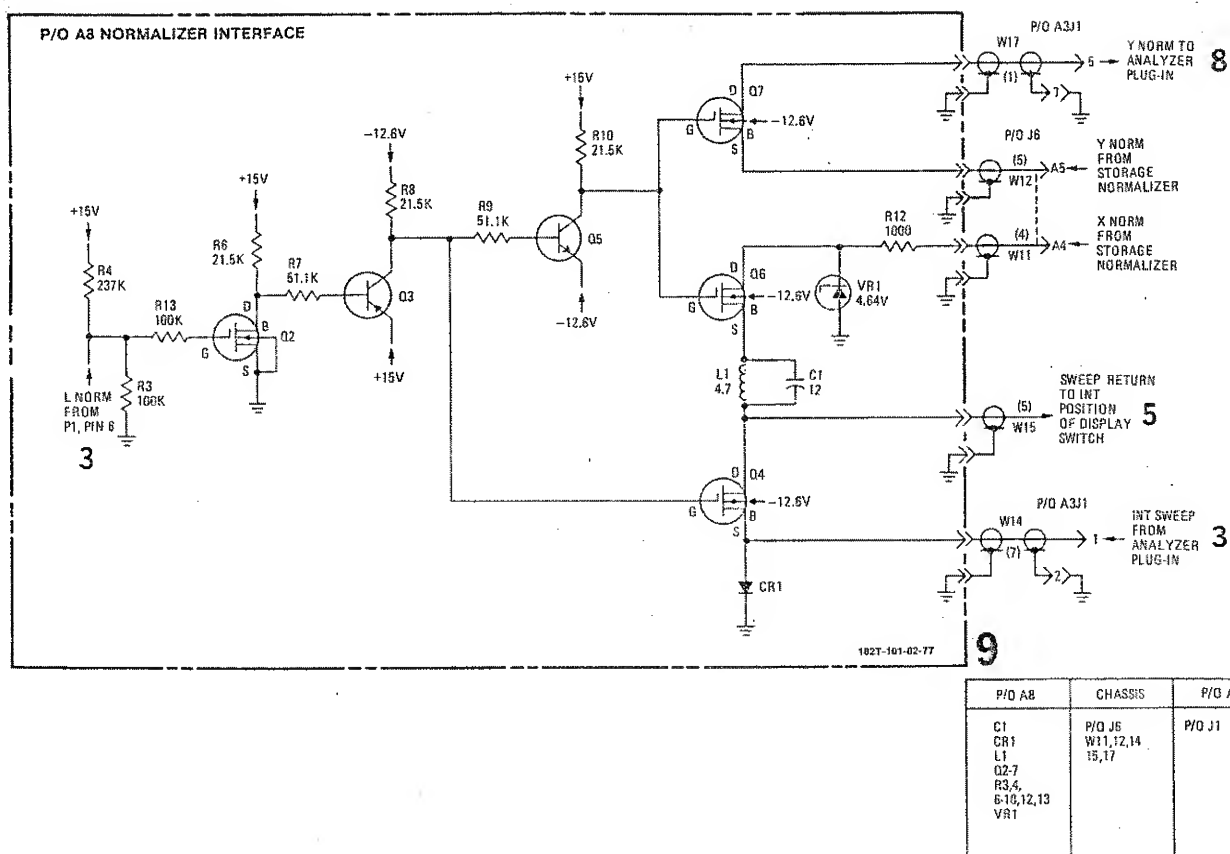 P/O A8 NORMALIZER INTERFACE
P/O A3J1
W17
(1)
5
7
Y NORM TO
ANALYZER
PLUG-IN
8
+15V
R10
21.5K
D
Q7
-12.6V
G
B
S
P/O J6
(5)
W12
A5
Y NORM
FROM
STORAGE
NORMALIZER
-12.6V
R8
21.5K
+15V
R6
21.5K
+15V
R4
237K
R9
51.1K
Q5
-12.6V
R12
1000
(4)
W11
A4
X NORM
FROM
STORAGE
NORMALIZER
R7
51.1K
Q3
+15V
D
Q6
-12.6V
G
B
S
VR1
4.64V
R13
100K
D
B
Q2
G
S
R3
100K
L NORM
FROM
P1, PIN 6
3
L1
4.7
C1
12
(5)
W15
SWEEP RETURN
TO INT
POSITION
OF DISPLAY
SWITCH
5
D
Q4
-12.6V
G
B
S
P/O A3J1
W14
(7)
1
2
INT SWEEP
FROM
ANALYZER
PLUG-IN
3
CR1
182T-101-02-77
9
P/O A8 CHASSIS P/O A
C1 P/O J6 P/O J1
CR1 W11,12,14
L1 15,17
Q2-7
R3,4,
6-10,12,13
VR1